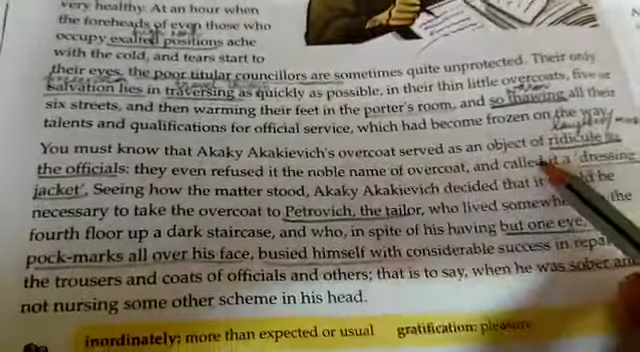 very healthy. At an hour when
the foreheads of even those who
occupy exalted positions ache
with the cold, and tears start to
their eyes, the poor titular councillors are sometimes quite unprotected. Their only
salvation lies in traversing as quickly as possible, in their thin little overcoats, five or
six streets, and then warming their feet in the porter's room, and so thawing all their
talents and qualifications for official service, which had become frozen on the way.
You must know that Akaky Akakievich's overcoat served as an object of ridicule to
the officials: they even refused it the noble name of overcoat, and called it a 'dressing
jacket'. Seeing how the matter stood, Akaky Akakievich decided that it be
necessary to take the overcoat to Petrovich, the tailor, who lived the
fourth floor up a dark staircase, and who, in spite of his having but one eye,
pock-marks all over his face, busied himself with considerable success in
the trousers and coats of officials and others; that is to say, when he was sober and
not nursing some other scheme in his head.
inordinately: more than expected or usual gratification: pleasure